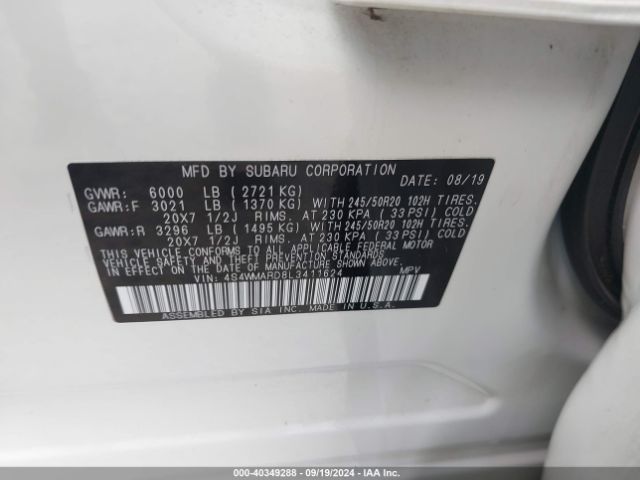 MFD BY SUBARU CORPORATION
DATE: 08/19
GVWR: 6000 LB (2721 KG)
GAWR:F 3021 LB (1370 KG) WITH 245/50R20 102H TIRES.
20X7 1/2J RIMS. AT 230 KPA (33 PSI) COLD
GAWR:R 3296 LB (1495 KG) WITH 245/50R20 102H TIRES.
20X7 1/2J RIMS. AT 230 KPA (33 PSI) COLD
THIS VEHICLE CONFORMS TO ALL APPLICABLE FEDERAL MOTOR
VEHICLE SAFETY AND THEFT PREVENTION STANDARDS
IN EFFECT ON THE DATE OF MANUFACTURE SHOWN ABOVE.
VIN: 4S4WMARD8L3411624 MPV
ASSEMBLED BY SIA INC. MADE IN U.S.A.
000-40349288 - 09/19/2024 - IAA Inc.